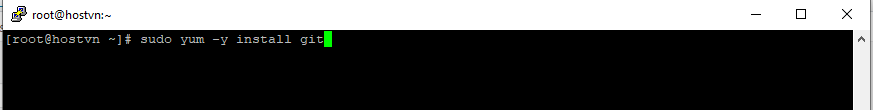 root@hostvn:~
[root@hostvn ~]# sudo yum -y install git